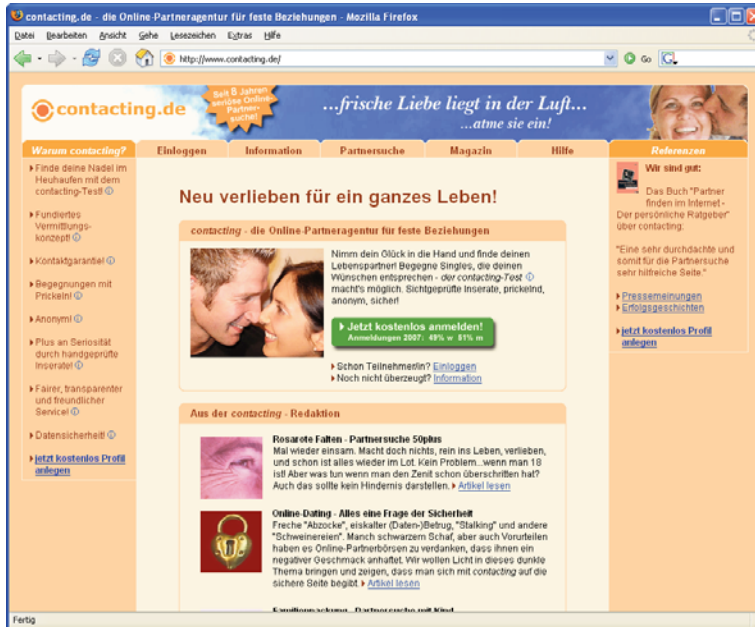 contacting.de - die Online-Partneragentur für feste Beziehungen - Mozilla Firefox
Datei Bearbeiten Ansicht Gehe Lesezeichen Extras Hilfe
http://www.contacting.de/
Go
contacting.de
Seit 8 Jahren
seriöse Online-
Partner-
suche!
...frische Liebe liegt in der Luft...
...atme sie ein!
Warum contacting?
Einloggen Information Partnersuche Magazin Hilfe
Referenzen
Finde deine Nadel im
Heuhaufen mit dem
contacting-Test!
Fundiertes
Vermittlungs-
konzept!
Kontaktgarantie!
Begegnungen mit
Prickeln!
Anonym!
Plus an Seriosität
durch handgeprüfte
Inserate!
Fairer, transparenter
und freundlicher
Service!
Datensicherheit!
jetzt kostenlos Profil
anlegen
Neu verlieben für ein ganzes Leben!
contacting - die Online-Partneragentur für feste Beziehungen
Nimm dein Glück in die Hand und finde deinen
Lebenspartner! Begegne Singles, die deinen
Wünschen entsprechen - der contacting-Test
macht's möglich. Sichtgeprüfte Inserate, prickelnd,
anonym, sicher!
Jetzt kostenlos anmelden!
Anmeldungen 2007: 49% w 51% m
Schon Teilnehmer/in? Einloggen
Noch nicht überzeugt? Information
Aus der contacting - Redaktion
Rosarote Falten - Partnersuche 50plus
Mal wieder einsam. Macht doch nichts, rein ins Leben, verlieben,
und schon ist alles wieder im Lot. Kein Problem...wenn man 18
ist! Aber was tun wenn man den Zenit schon überschritten hat?
Auch das sollte kein Hindernis darstellen. Artikel lesen
Online-Dating - Alles eine Frage der Sicherheit
Freche "Abzocke", eiskalter (Daten-)Betrug, "Stalking" und andere
"Schweinereien". Manch schwarzem Schaf, aber auch Vorurteilen
haben es Online-Partnerbörsen zu verdanken, dass ihnen ein
negativer Geschmack anhaftet. Wir wollen Licht in dieses dunkle
Thema bringen und zeigen, dass man sich mit contacting auf die
sichere Seite begibt. Artikel lesen
Familienpackung - Partnersuche mit Kind
Wir sind gut:
Das Buch "Partner
finden im Internet -
Der persönliche Ratgeber"
über contacting:
"Eine sehr durchdachte und
somit für die Partnersuche
sehr hilfreiche Seite."
Pressemeinungen
Erfolgsgeschichten
jetzt kostenlos Profil
anlegen
Fertig